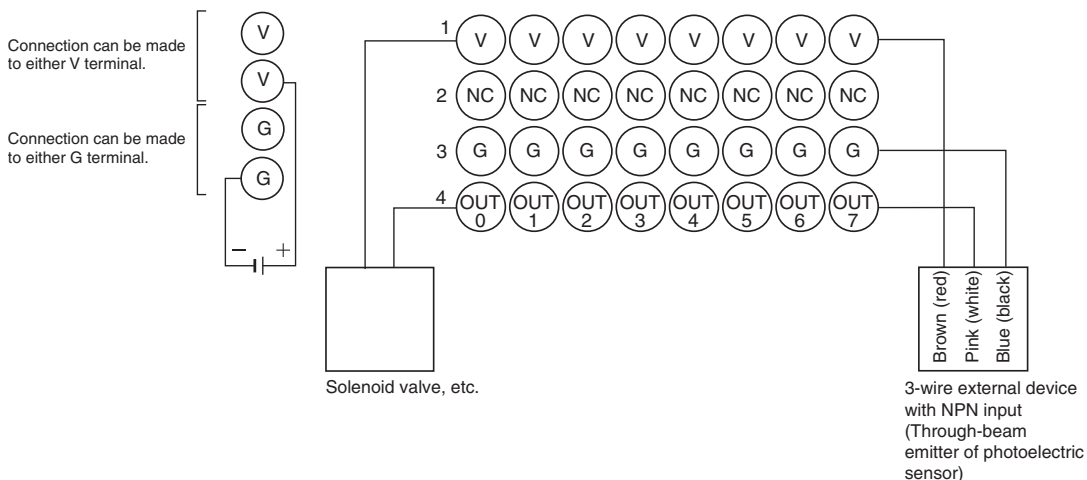 Connection can be made
to either V terminal.
Connection can be made
to either G terminal.
V
V
G
G
− +
1 V V V V V V V V
2 NC NC NC NC NC NC NC NC
3 G G G G G G G G
4 OUT 0 OUT 1 OUT 2 OUT 3 OUT 4 OUT 5 OUT 6 OUT 7
Solenoid valve, etc.
Brown (red)
Pink (white)
Blue (black)
3-wire external device
with NPN input
(Through-beam
emitter of photoelectric
sensor)